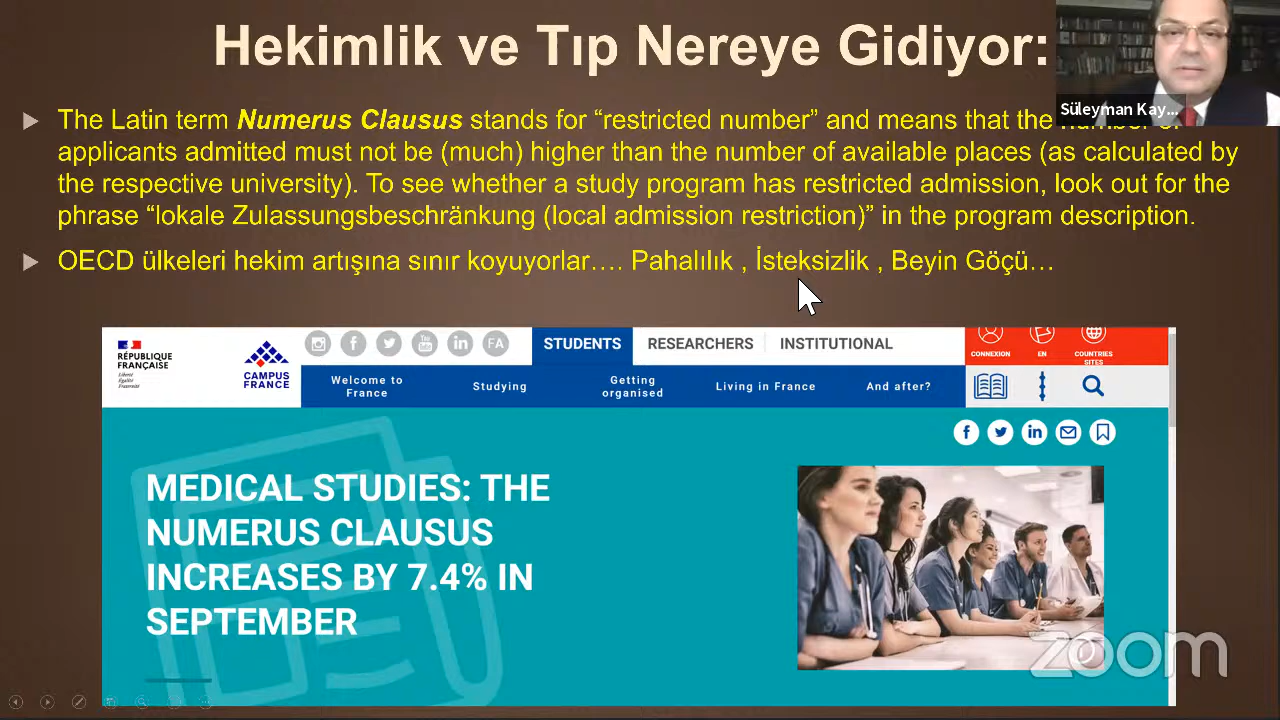 Hekimlik ve Tıp Nereye Gidiyor:
Süleyman Kay...
The Latin term Numerus Clausus stands for “restricted number” and means that the number of
applicants admitted must not be (much) higher than the number of available places (as calculated by
the respective university). To see whether a study program has restricted admission, look out for the
phrase “lokale Zulassungsbeschränkung (local admission restriction)” in the program description.
OECD ülkeleri hekim artışına sınır koyuyorlar…. Pahalılık , İsteksizlik , Beyin Göçü…
RÉPUBLIQUE
FRANÇAISE
Liberté
Égalité
Fraternité
CAMPUS
FRANCE
FA
STUDENTS
RESEARCHERS
INSTITUTIONAL
CONNEXION
EN
COUNTRIES
SITES
Welcome to
France
Studying
Getting
organised
Living in France
And after?
MEDICAL STUDIES: THE
NUMERUS CLAUSUS
INCREASES BY 7.4% IN
SEPTEMBER
zoom